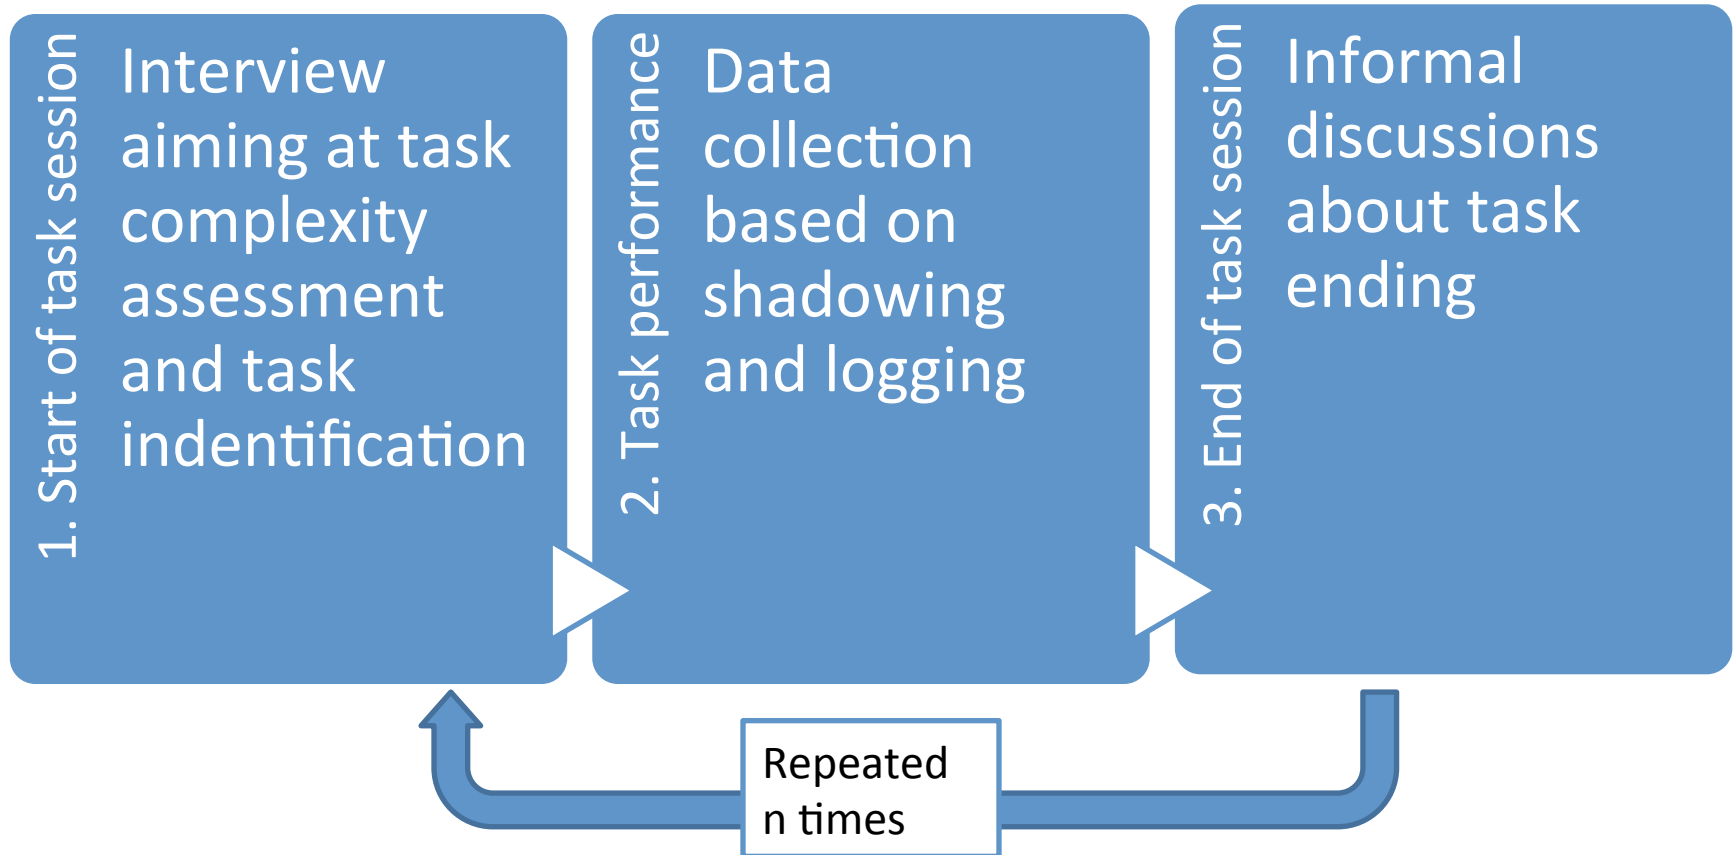 1. Start of task session
Interview
aiming at task
complexity
assessment
and task
indentification
2. Task performance
Data
collection
based on
shadowing
and logging
3. End of task session
Informal
discussions
about task
ending
Repeated
n times